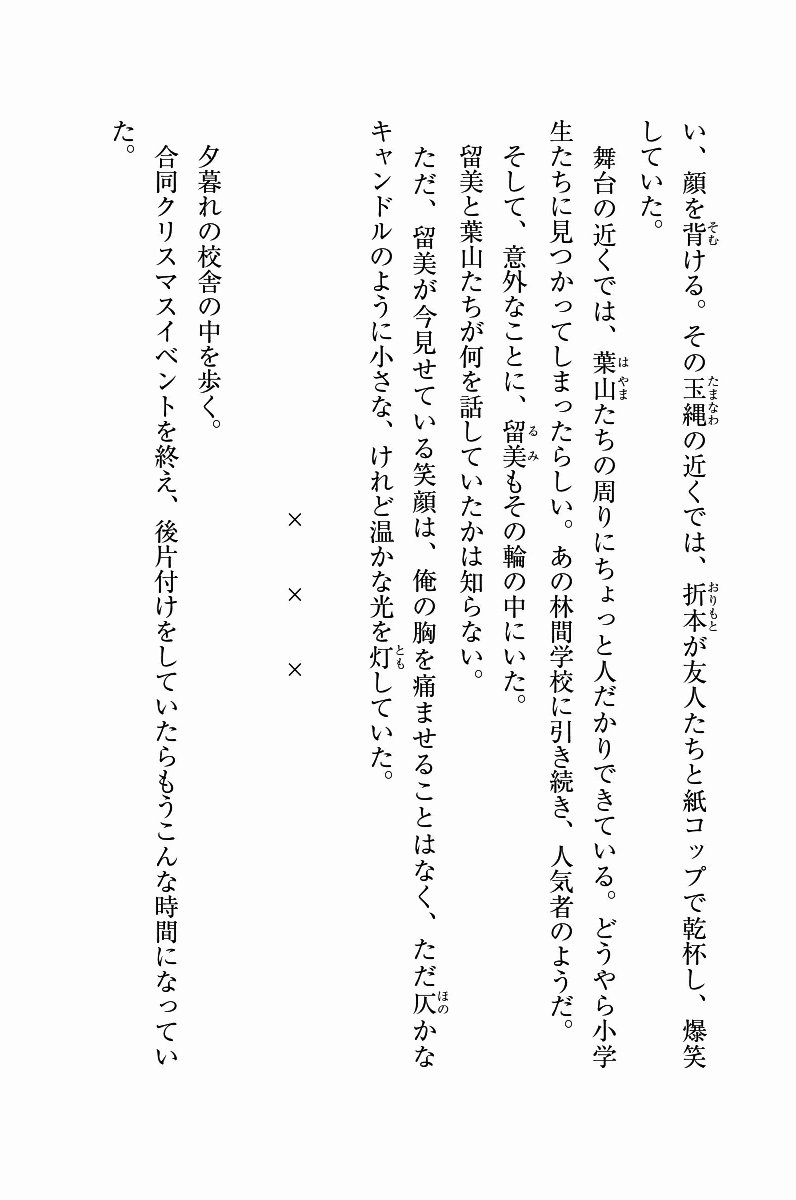 い、顔を背ける。その玉縄の近くでは、折本が友人たちと紙コップで乾杯し、爆笑
していた。
　舞台の近くでは、葉山たちの周りにちょっと人だかりできている。どうやら小学
生たちに見つかってしまったらしい。あの林間学校に引き続き、人気者のようだ。
　そして、意外なことに、留美もその輪の中にいた。
留美と葉山たちが何を話していたかは知らない。
　ただ、留美が今見せている笑顔は、俺の胸を痛ませることはなく、ただ仄かな
キャンドルのように小さな、けれど温かな光を灯していた。
×　×　×
　夕暮れの校舎の中を歩く。
　合同クリスマスイベントを終え、後片付けをしていたらもうこんな時間になってい
た。